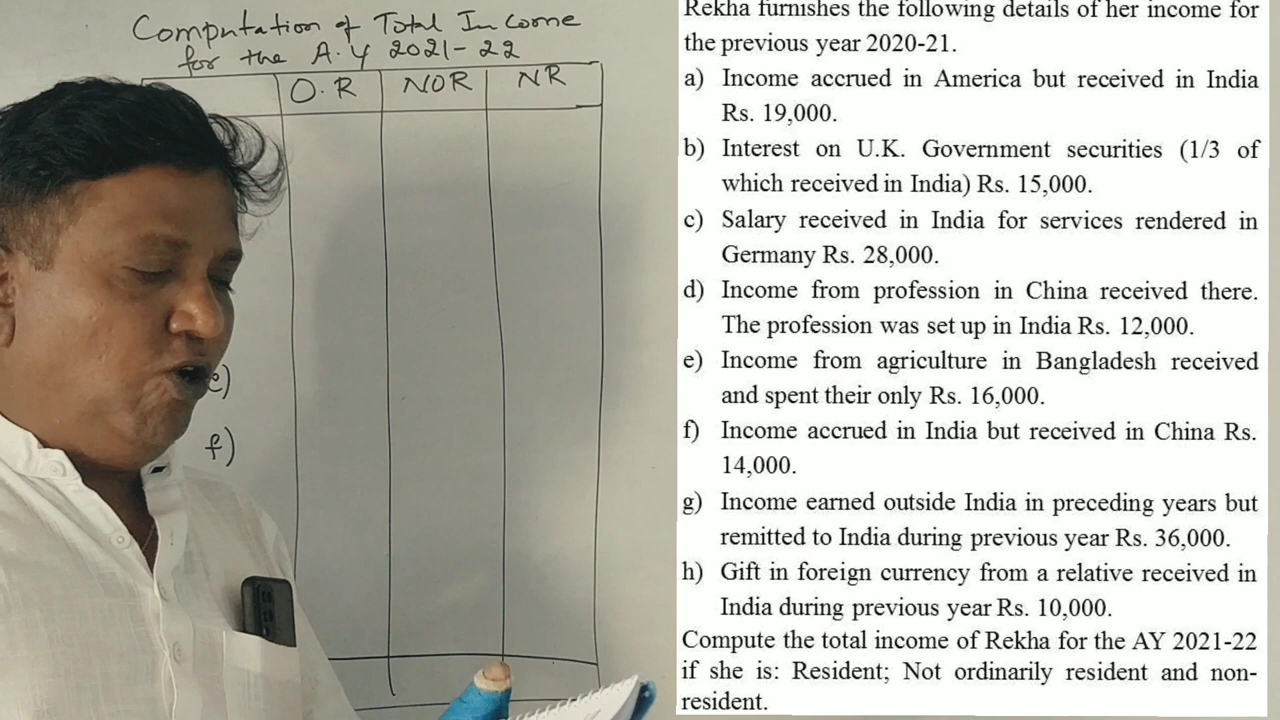 Computation of Total Income
for the A.Y 2021-22
O.R NOR NR
e)
f)
Rekha furnishes the following details of her income for
the previous year 2020-21.
a) Income accrued in America but received in India
Rs. 19,000.
b) Interest on U.K. Government securities (1/3 of
which received in India) Rs. 15,000.
c) Salary received in India for services rendered in
Germany Rs. 28,000.
d) Income from profession in China received there.
The profession was set up in India Rs. 12,000.
e) Income from agriculture in Bangladesh received
and spent their only Rs. 16,000.
f) Income accrued in India but received in China Rs.
14,000.
g) Income earned outside India in preceding years but
remitted to India during previous year Rs. 36,000.
h) Gift in foreign currency from a relative received in
India during previous year Rs. 10,000.
Compute the total income of Rekha for the AY 2021-22
if she is: Resident; Not ordinarily resident and non-
resident.